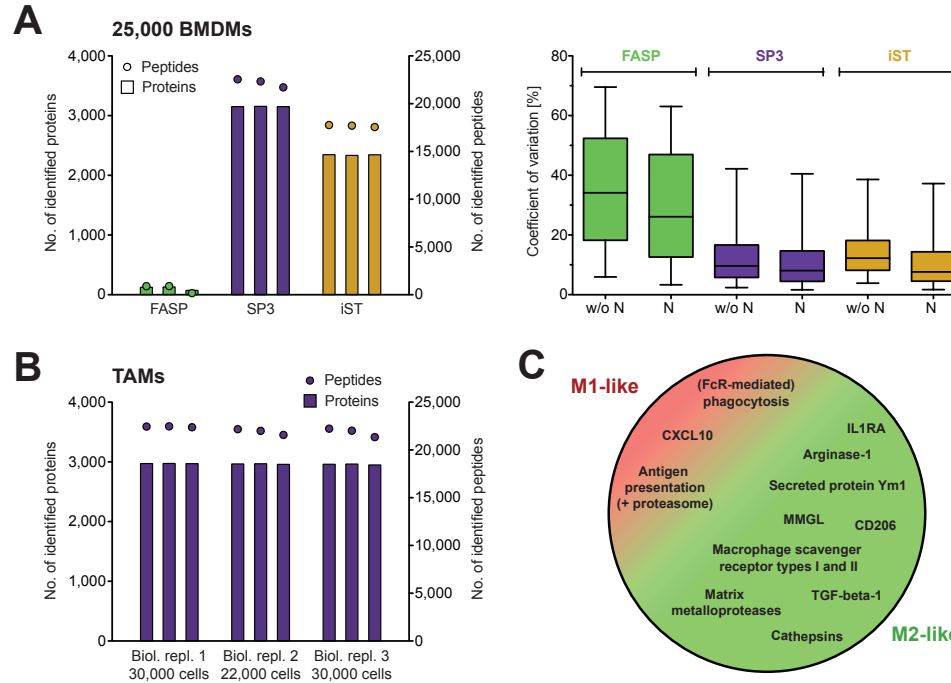 A
25,000 BMDMs
4,000
3,000
2,000
1,000
0
No. of identified proteins
Peptides
Proteins
25,000
20,000
15,000
10,000
5,000
0
No. of identified peptides
FASP SP3 iST
80
60
40
20
0
Coefficient of variation [%]
FASP SP3 iST
w/o N N w/o N N w/o N N
B
TAMs
Peptides
Proteins
4,000
3,000
2,000
1,000
0
No. of identified proteins
25,000
20,000
15,000
10,000
5,000
0
No. of identified peptides
Biol. repl. 1 Biol. repl. 2 Biol. repl. 3
30,000 cells 22,000 cells 30,000 cells
C
M1-like
(FcR-mediated)
phagocytosis
CXCL10
IL1RA
Arginase-1
Antigen
presentation
(+ proteasome)
Secreted protein Ym1
MMGL
CD206
Macrophage scavenger
receptor types I and II
Matrix
metalloproteases
TGF-beta-1
Cathepsins
M2-like